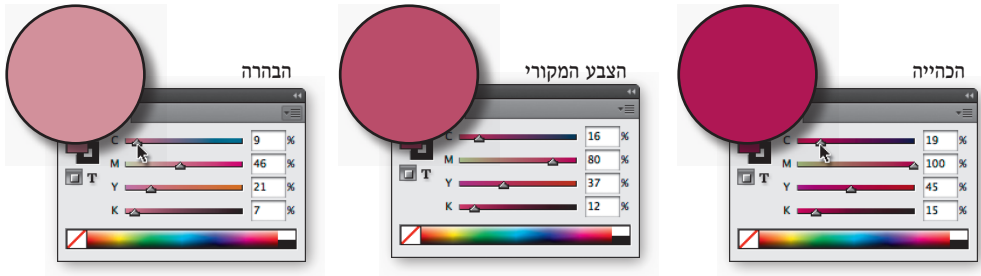 הכהייה
C 19 %
M 100 %
Y 45 %
K 15 %
T
הצבע המקורי
C 16 %
M 80 %
Y 37 %
K 12 %
T
הבהרה
C 9 %
M 46 %
Y 21 %
K 7 %
T